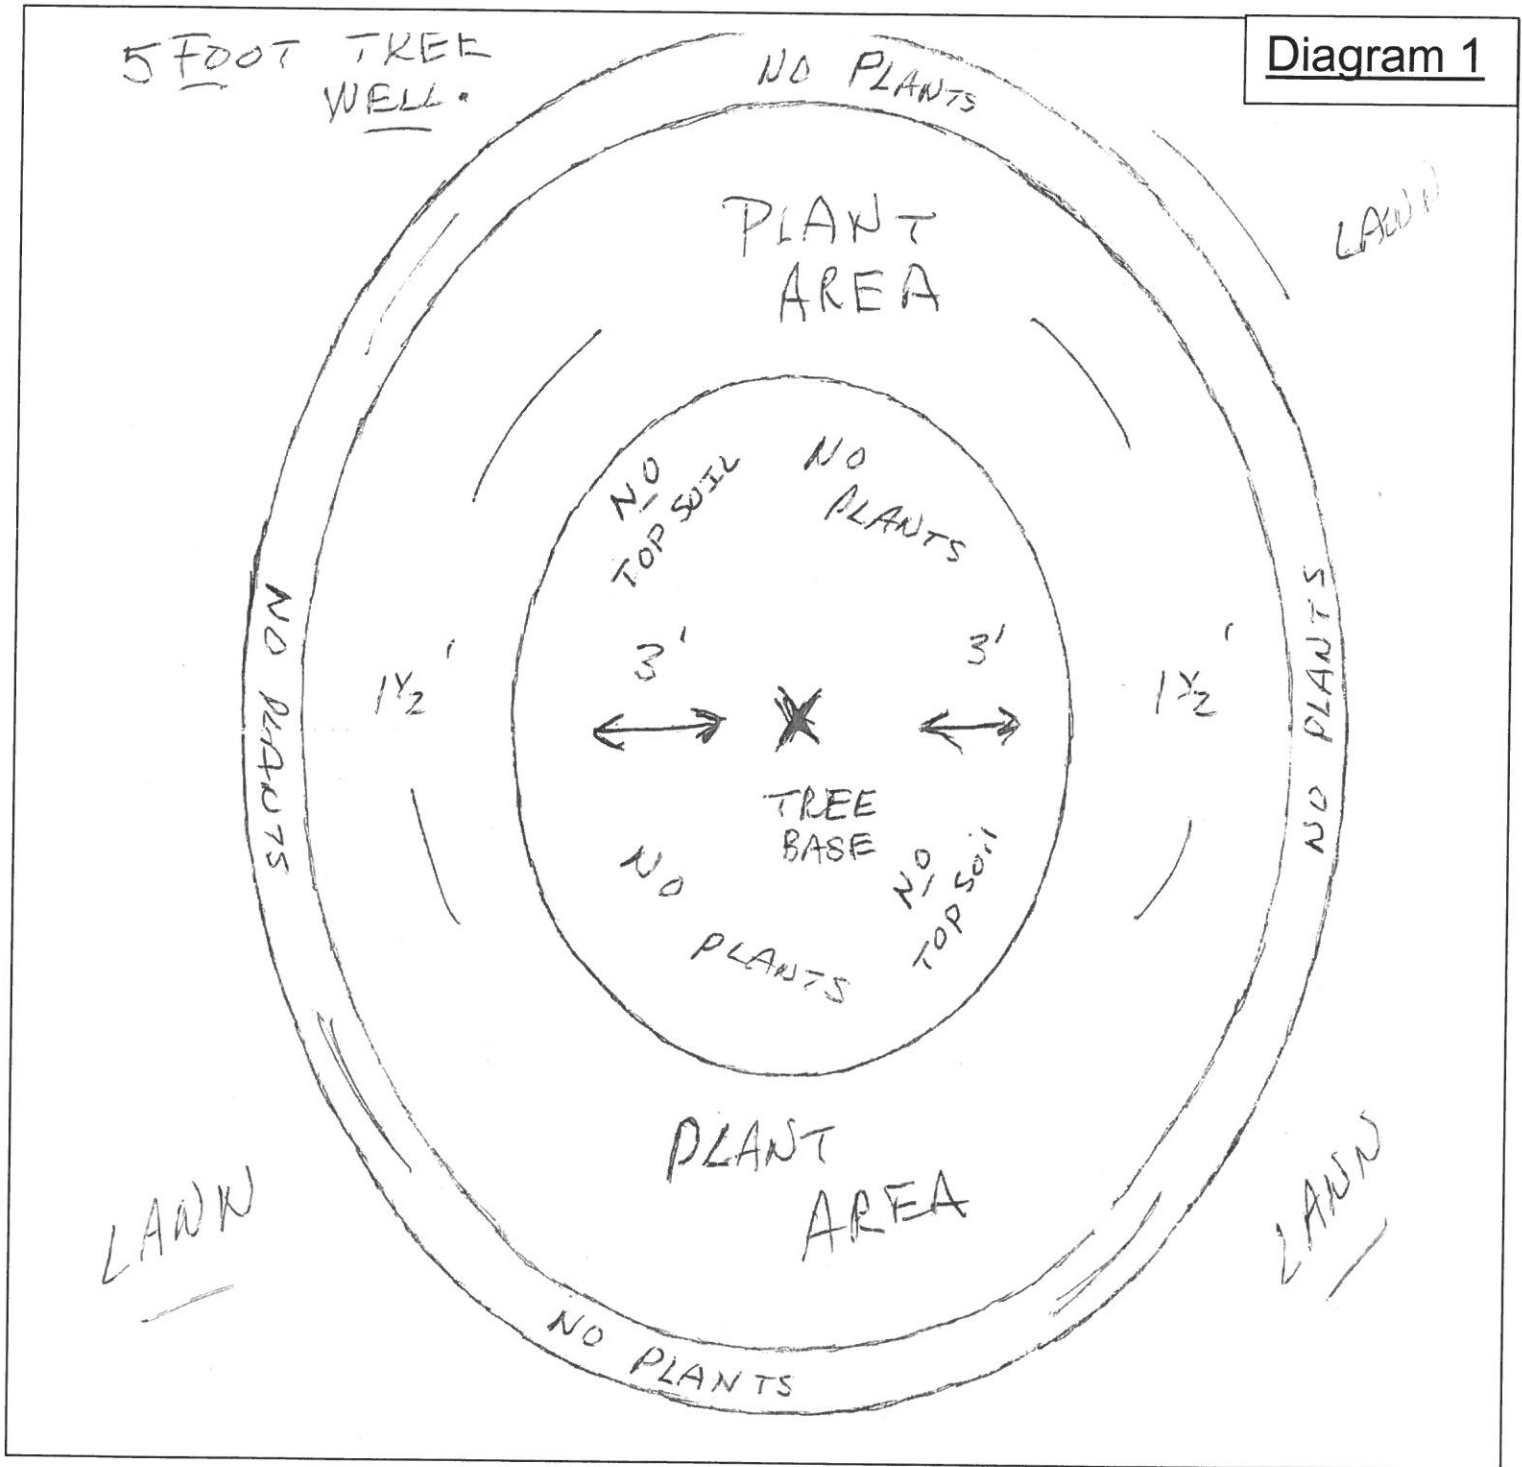 5 FOOT TREE
WELL.
Diagram 1
NO PLANTS
LAWN
PLANT
AREA
NO
TOP SOIL
NO
PLANTS
NO PLANTS
1½'
3'
3'
1½'
NO PLANTS
TREE
BASE
NO
PLANTS
NO
TOP SOil
PLANT
AREA
LAWN
LAWN
NO PLANTS